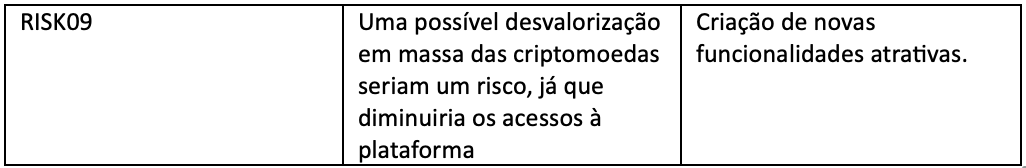 RISK09
Uma possível desvalorização
em massa das criptomoedas
seriam um risco, já que
diminuiria os acessos à
plataforma
Criação de novas
funcionalidades atrativas.